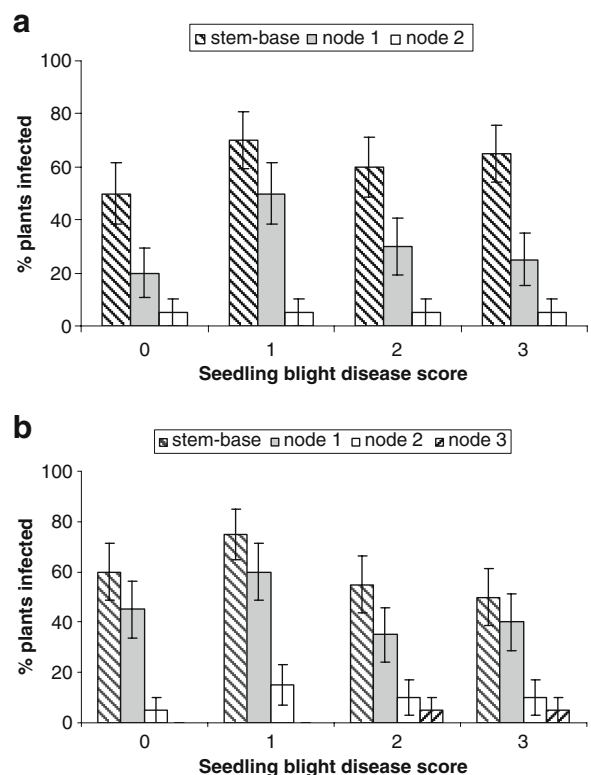 a
stem-base node 1 node 2
100
80
60
40
20
0
% plants infected
0 1 2 3
Seedling blight disease score
b
stem-base node 1 node 2 node 3
100
80
60
40
20
0
% plants infected
0 1 2 3
Seedling blight disease score